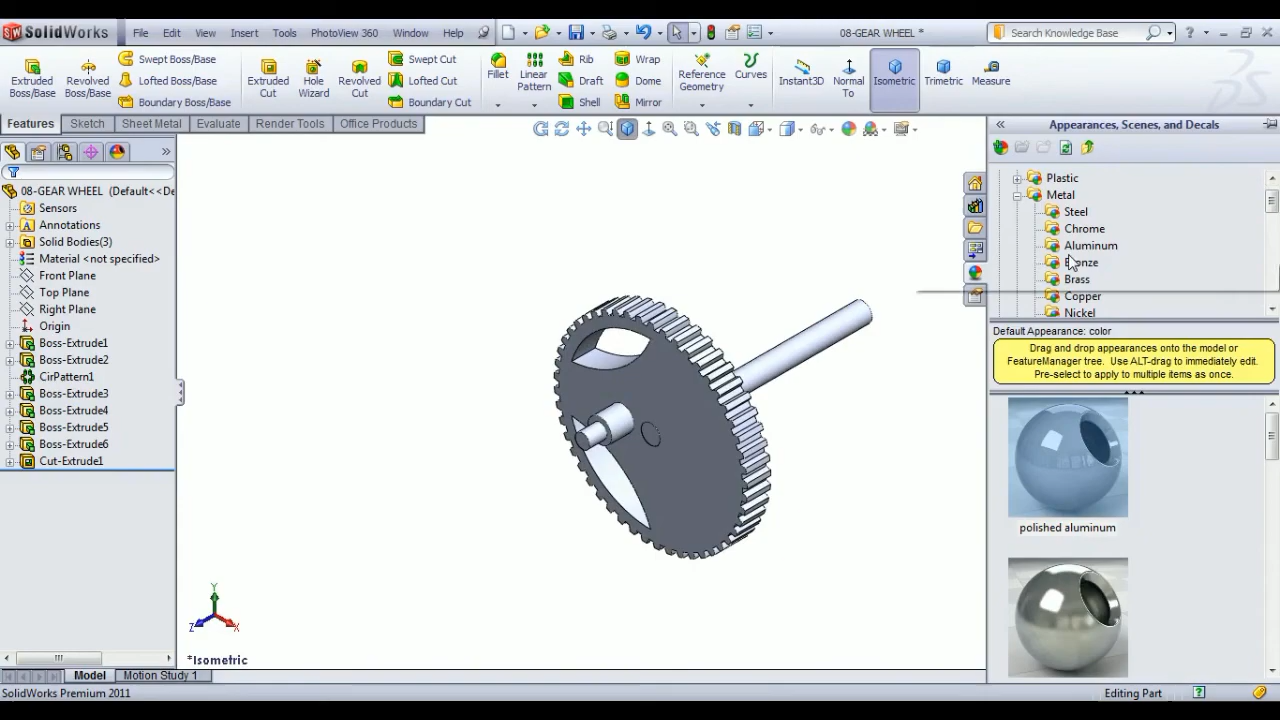 SolidWorks
File Edit View Insert Tools PhotoView 360 Window Help
08-GEAR WHEEL *
Search Knowledge Base
Extruded Boss/Base
Revolved Boss/Base
Swept Boss/Base
Lofted Boss/Base
Boundary Boss/Base
Extruded Cut
Hole Wizard
Revolved Cut
Swept Cut
Lofted Cut
Boundary Cut
Fillet
Linear Pattern
Rib
Draft
Shell
Wrap
Dome
Mirror
Reference Geometry
Curves
Instant3D
Normal To
Isometric
Trimetric
Measure
Features Sketch Sheet Metal Evaluate Render Tools Office Products
08-GEAR WHEEL (Default<<De
Sensors
Annotations
Solid Bodies(3)
Material <not specified>
Front Plane
Top Plane
Right Plane
Origin
Boss-Extrude1
Boss-Extrude2
CirPattern1
Boss-Extrude3
Boss-Extrude4
Boss-Extrude5
Boss-Extrude6
Cut-Extrude1
Y
Z
X
*Isometric
Appearances, Scenes, and Decals
Plastic
Metal
Steel
Chrome
Aluminum
Bronze
Brass
Copper
Nickel
Default Appearance: color
Drag and drop appearances onto the model or
FeatureManager tree. Use ALT-drag to immediately edit.
Pre-select to apply to multiple items as once.
polished aluminum
Model Motion Study 1
SolidWorks Premium 2011
Editing Part